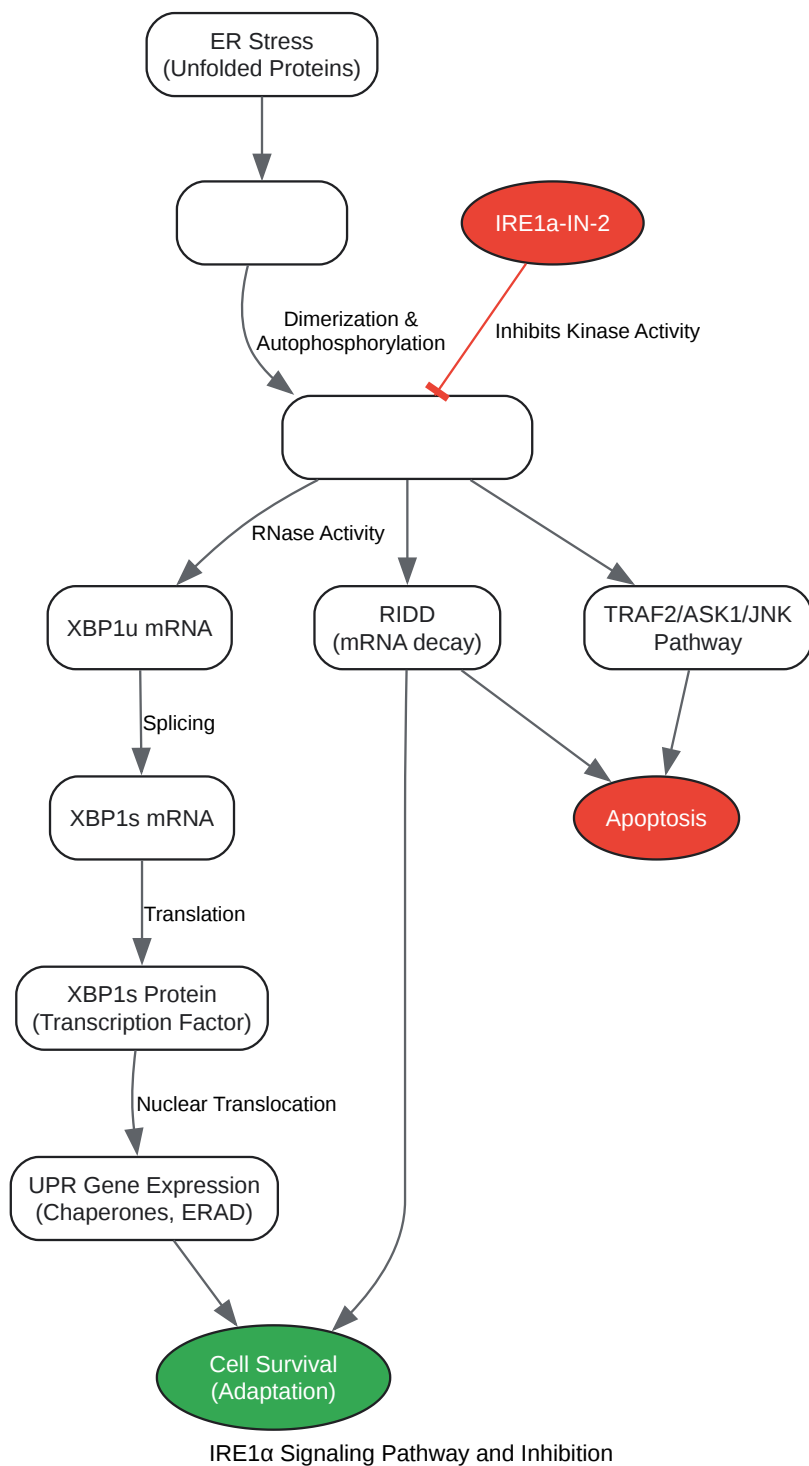 ER Stress
(Unfolded Proteins)
IRE1a-IN-2
Dimerization &
Autophosphorylation
Inhibits Kinase Activity
RNase Activity
XBP1u mRNA
RIDD
(mRNA decay)
TRAF2/ASK1/JNK
Pathway
Splicing
XBP1s mRNA
Apoptosis
Translation
XBP1s Protein
(Transcription Factor)
Nuclear Translocation
UPR Gene Expression
(Chaperones, ERAD)
Cell Survival
(Adaptation)
IRE1α Signaling Pathway and Inhibition